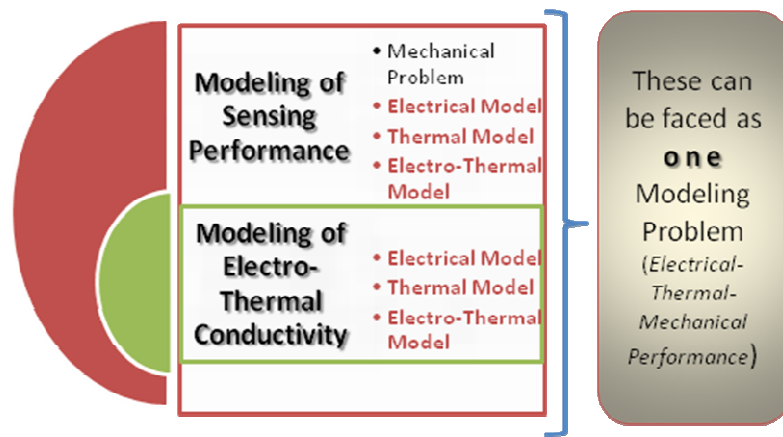 Modeling of
Sensing
Performance
• Mechanical
Problem
• Electrical Model
• Thermal Model
• Electro-Thermal
Model
Modeling of
Electro-
Thermal
Conductivity
• Electrical Model
• Thermal Model
• Electro-Thermal
Model
These can
be faced as
one
Modeling
Problem
(Electrical-
Thermal-
Mechanical
Performance)